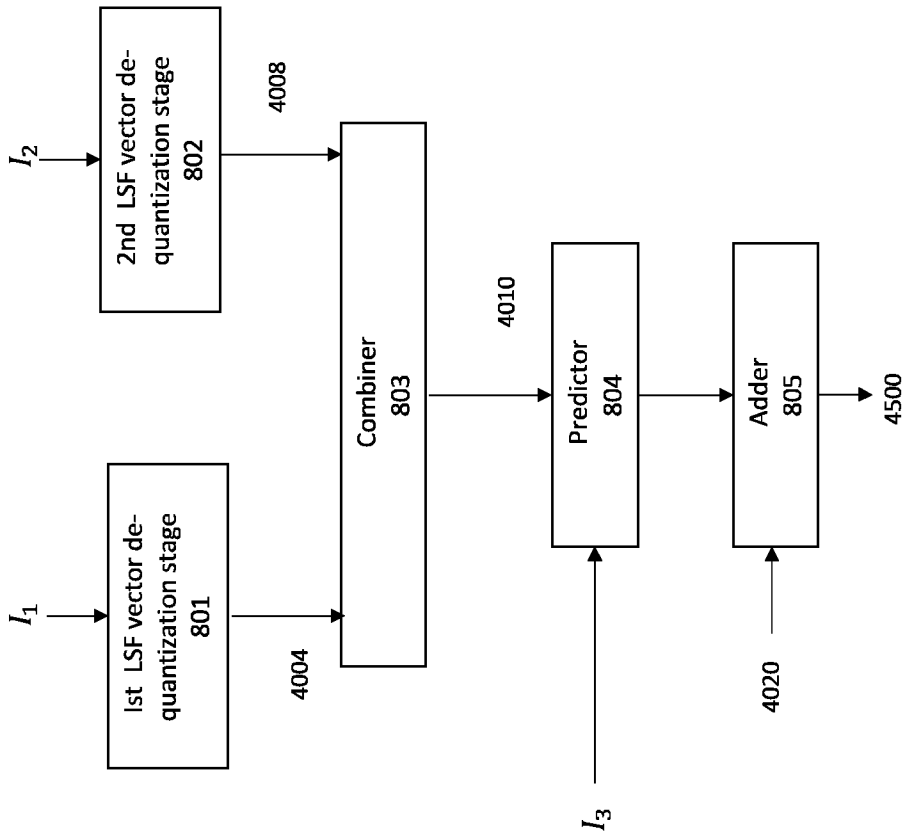 I₁
Ist LSF vector de-
quantization stage
801
4004
I₂
2nd LSF vector de-
quantization stage
802
4008
Combiner
803
4010
I₃
Predictor
804
4020
Adder
805
4500